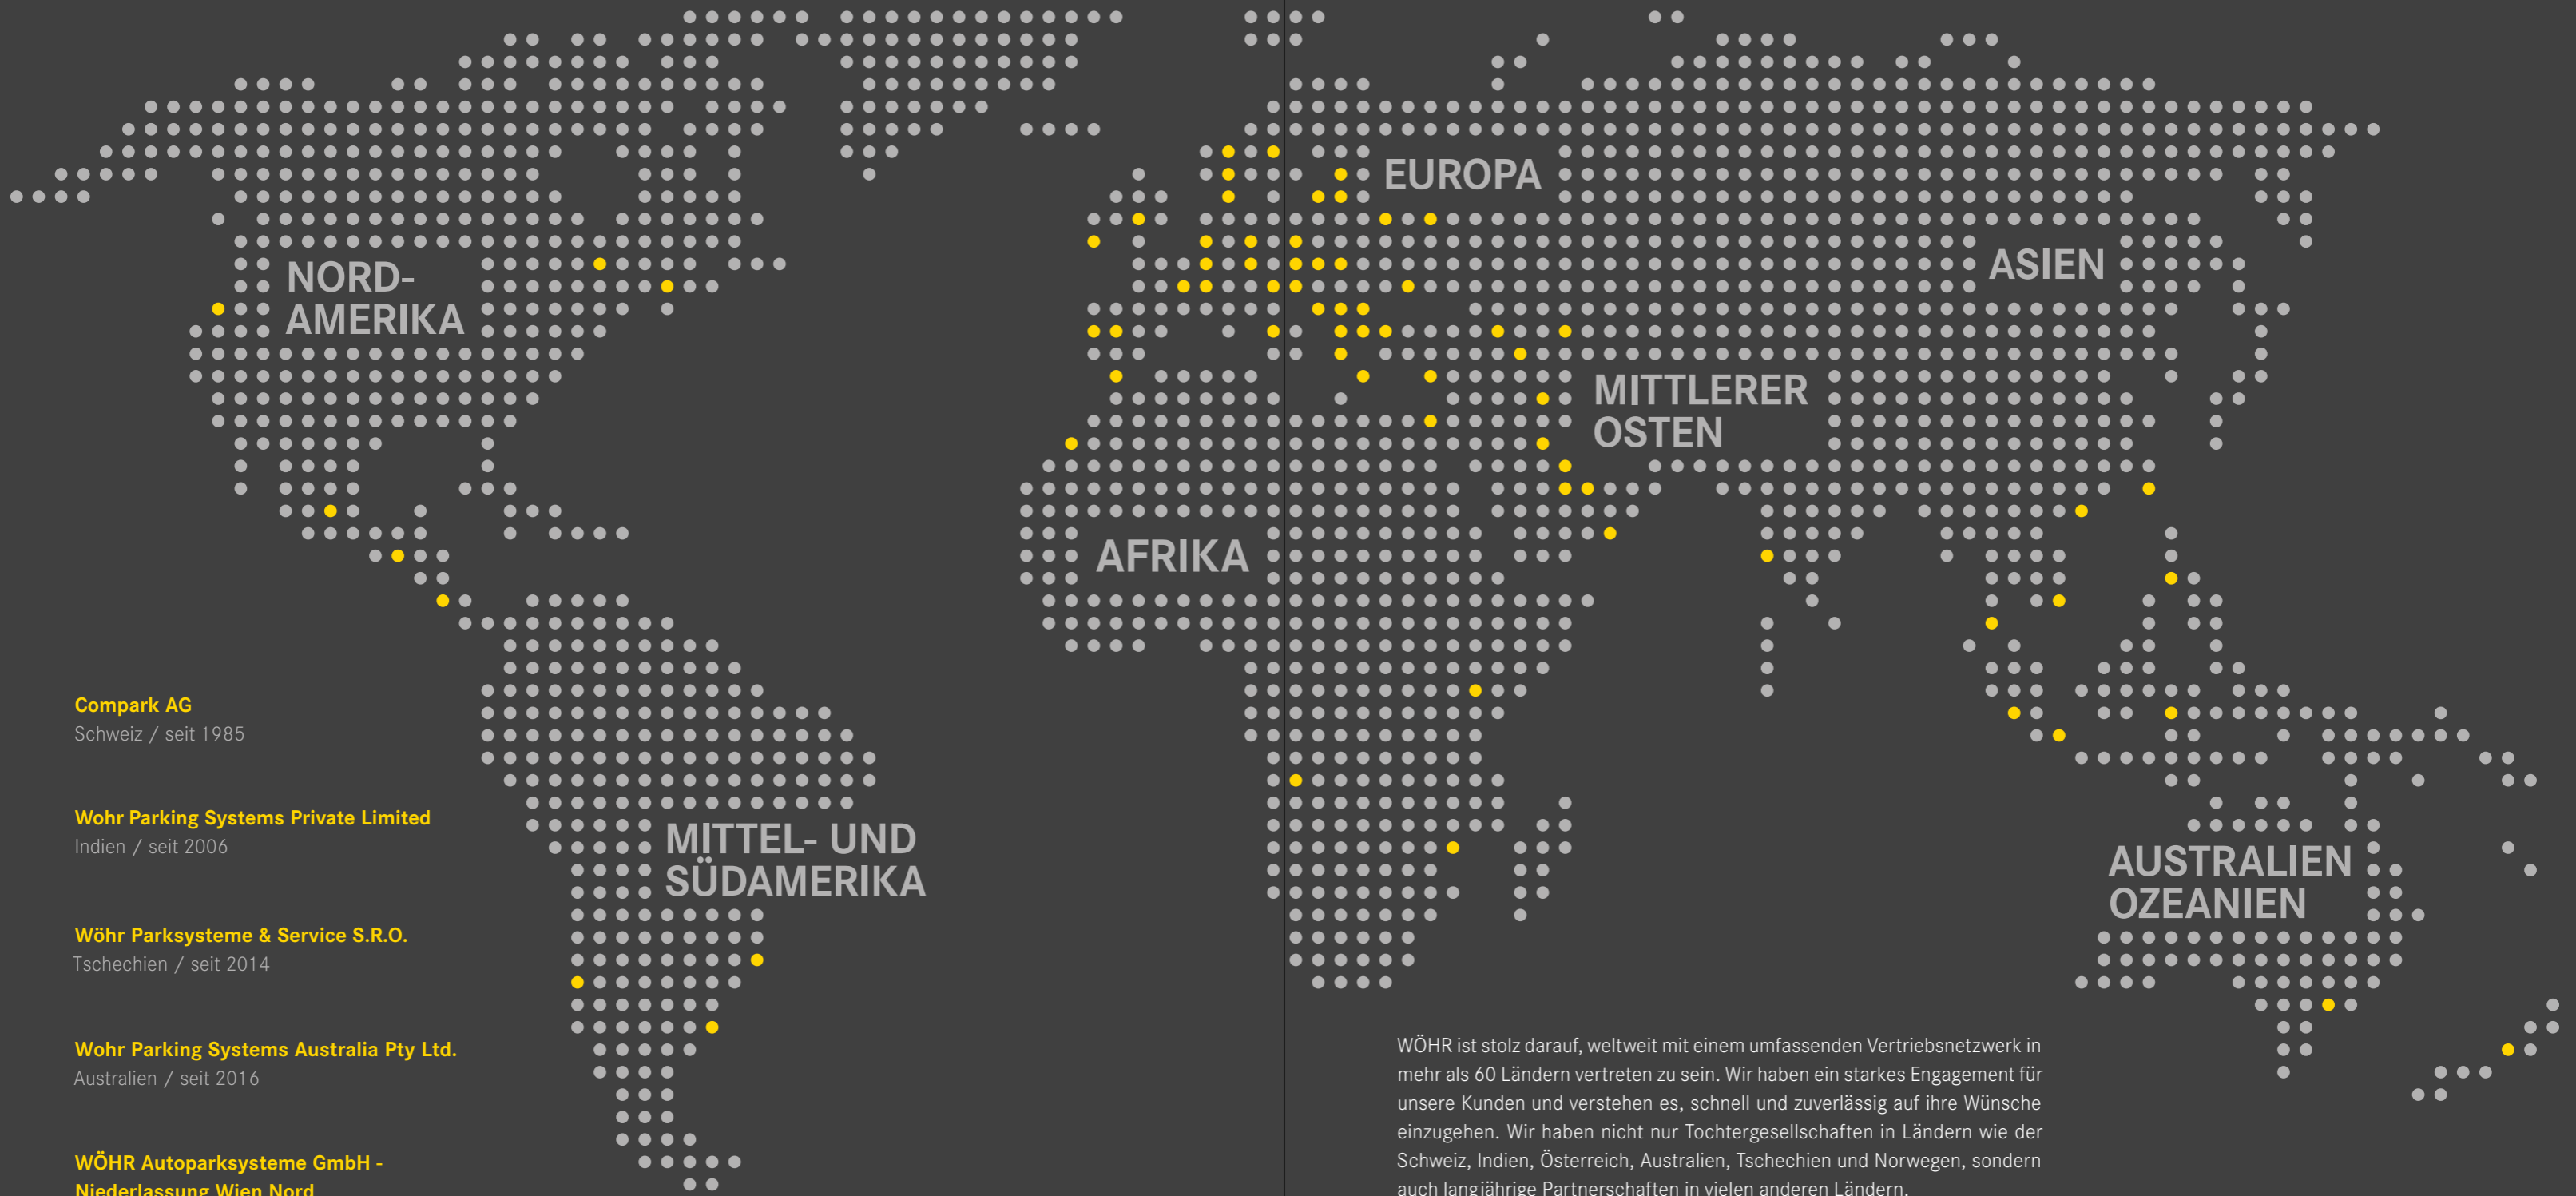 EUROPA
NORD-
AMERIKA
ASIEN
MITTLERER
OSTEN
AFRIKA
MITTEL- UND
SÜDAMERIKA
AUSTRALIEN
OZEANIEN
Compark AG
Schweiz / seit 1985
Wohr Parking Systems Private Limited
Indien / seit 2006
Wöhr Parksysteme & Service S.R.O.
Tschechien / seit 2014
Wohr Parking Systems Australia Pty Ltd.
Australien / seit 2016
WÖHR Autoparksysteme GmbH -
Niederlassung Wien Nord
WÖHR ist stolz darauf, weltweit mit einem umfassenden Vertriebsnetzwerk in
mehr als 60 Ländern vertreten zu sein. Wir haben ein starkes Engagement für
unsere Kunden und verstehen es, schnell und zuverlässig auf ihre Wünsche
einzugehen. Wir haben nicht nur Tochtergesellschaften in Ländern wie der
Schweiz, Indien, Österreich, Australien, Tschechien und Norwegen, sondern
auch langjährige Partnerschaften in vielen anderen Ländern.